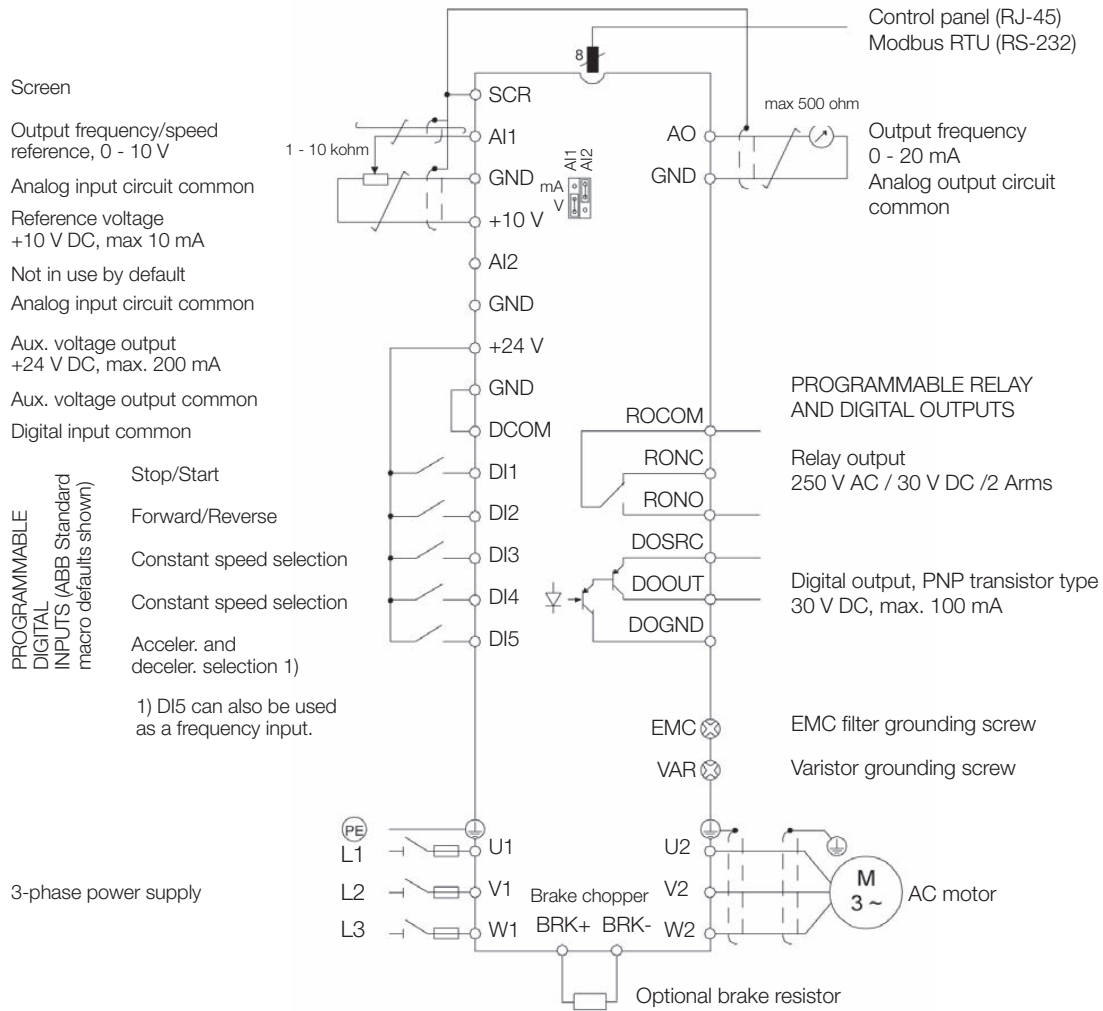 Control panel (RJ-45)
Modbus RTU (RS-232)
8
Screen
SCR
max 500 ohm
Output frequency/speed
reference, 0 - 10 V
1 - 10 kohm
AI1
AI1
AI2
mA
V
AO
Output frequency
0 - 20 mA
Analog input circuit common
GND
GND
Analog output circuit
common
Reference voltage
+10 V DC, max 10 mA
+10 V
Not in use by default
AI2
Analog input circuit common
GND
Aux. voltage output
+24 V DC, max. 200 mA
+24 V
Aux. voltage output common
GND
PROGRAMMABLE RELAY
AND DIGITAL OUTPUTS
Digital input common
DCOM
ROCOM
PROGRAMMABLE
DIGITAL
INPUTS (ABB Standard
macro defaults shown)
Stop/Start
DI1
RONC
Relay output
250 V AC / 30 V DC /2 Arms
Forward/Reverse
DI2
RONO
Constant speed selection
DI3
DOSRC
Constant speed selection
DI4
DOOUT
Digital output, PNP transistor type
30 V DC, max. 100 mA
Acceler. and
deceler. selection 1)
DI5
DOGND
1) DI5 can also be used
as a frequency input.
EMC
EMC filter grounding screw
VAR
Varistor grounding screw
PE
L1
U1
U2
3-phase power supply
L2
V1
Brake chopper
V2
M
3 ~
AC motor
L3
W1
BRK+ BRK-
W2
Optional brake resistor